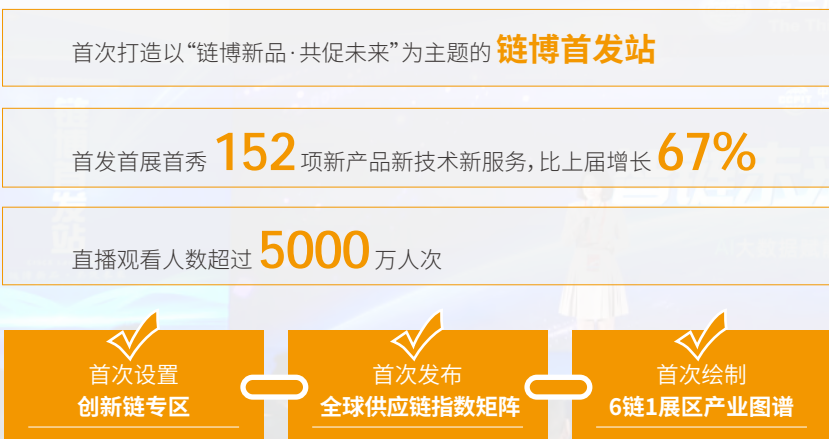 首次打造以“链博新品·共促未来”为主题的 链博首发站
首发首展首秀 152 项新产品新技术新服务，比上届增长 67%
直播观看人数超过 5000 万人次
首次设置
创新链专区
首次发布
全球供应链指数矩阵
首次绘制
6链1展区产业图谱